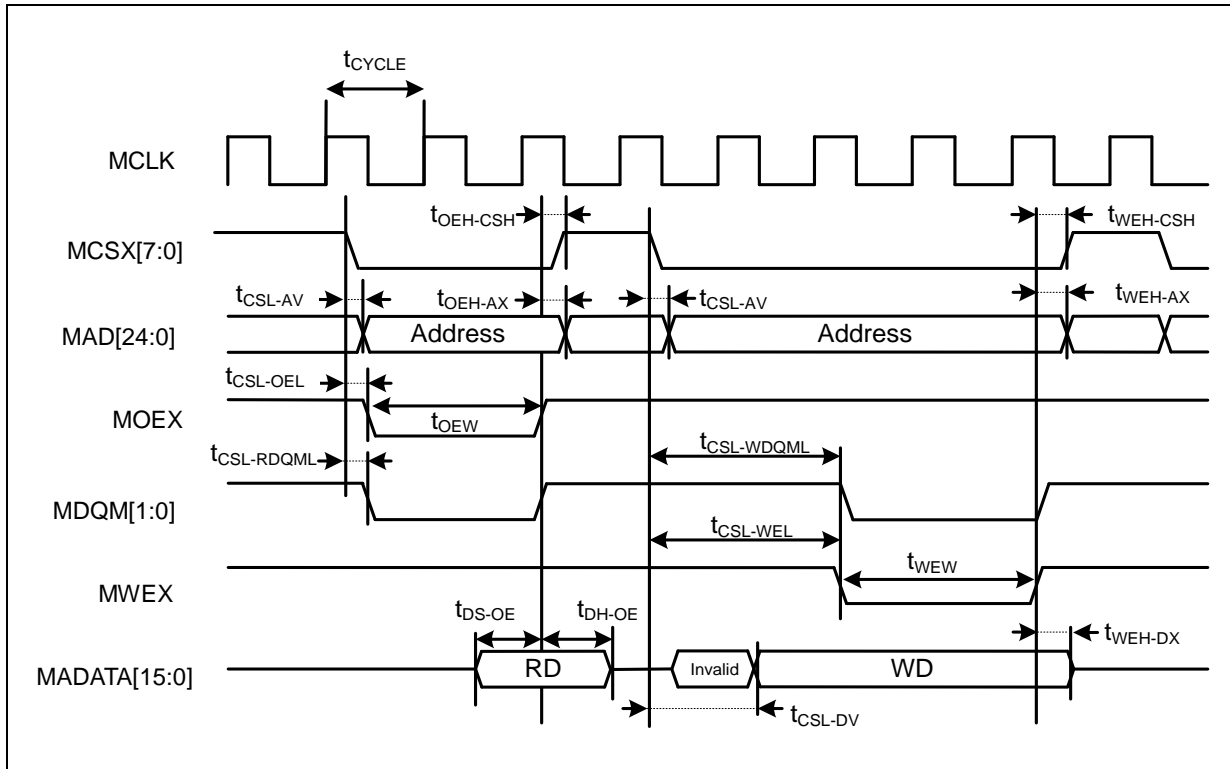 tCYCLE
MCLK
tOEH-CSH
tWEH-CSH
MCSX[7:0]
tCSL-AV
tOEH-AX
tCSL-AV
tWEH-AX
MAD[24:0]
Address
Address
tCSL-OEL
MOEX
tOEW
tCSL-WDQML
tCSL-RDQML
MDQM[1:0]
tCSL-WEL
tWEW
MWEX
tDS-OE
tDH-OE
tWEH-DX
MADATA[15:0]
RD
Invalid
WD
tCSL-DV